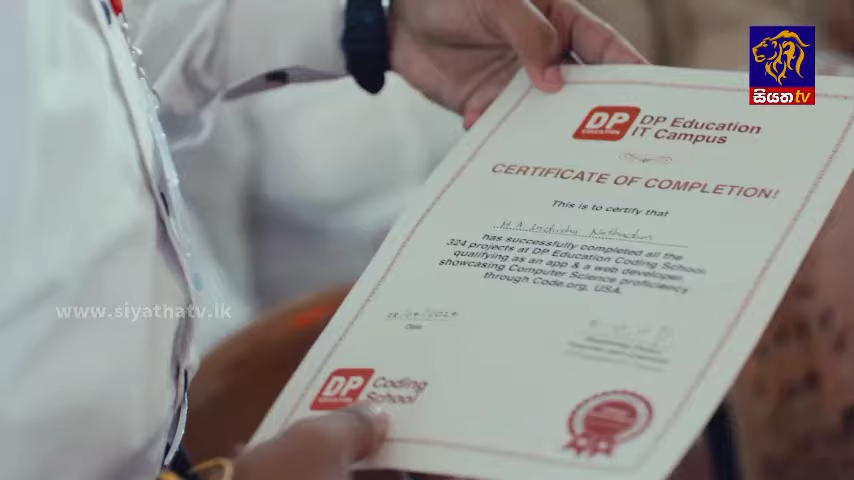 සියත tv
DP Education
EDUCATION
IT Campus
CERTIFICATE OF COMPLETION!
This is to certify that
has successfully completed all the
324 projects at DP Education Coding School
qualifying as an app & a web developer,
showcasing Computer Science proficiency
through Code.org, USA.
www.siyathatv.lk
Date
DP Coding
EDUCATION School